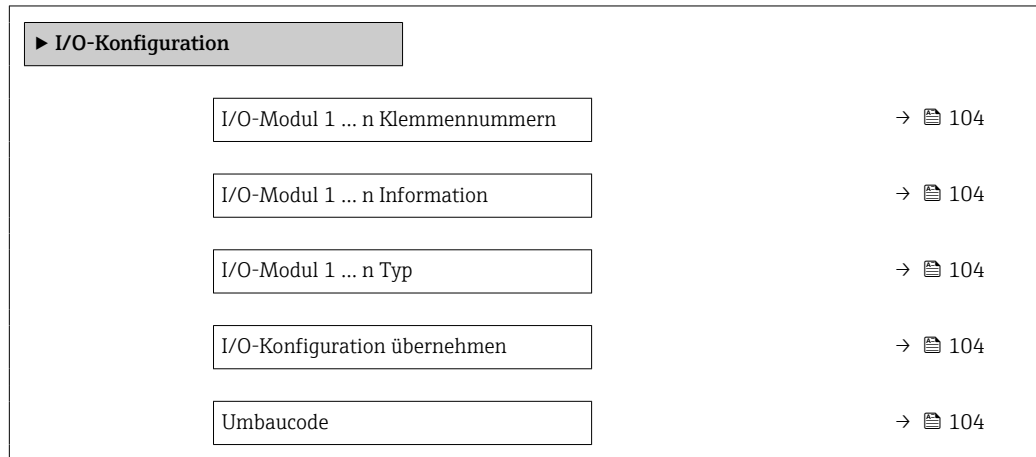 ► I/O-Konfiguration
I/O-Modul 1 … n Klemmennummern → 104
I/O-Modul 1 … n Information → 104
I/O-Modul 1 … n Typ → 104
I/O-Konfiguration übernehmen → 104
Umbaucode → 104